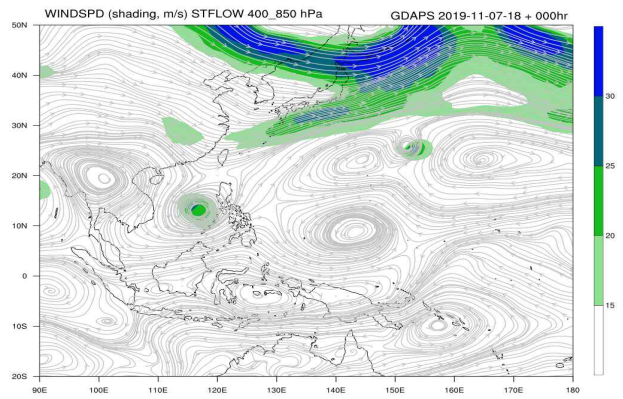 WINDSPD (shading, m/s) STFLOW 400_850 hPa GDAPS 2019-11-07-18 + 000hr
50N
40N
30N
20N
10N
0
10S
20S
90E 100E 110E 120E 130E 140E 150E 160E 170E 180
30
25
20
15